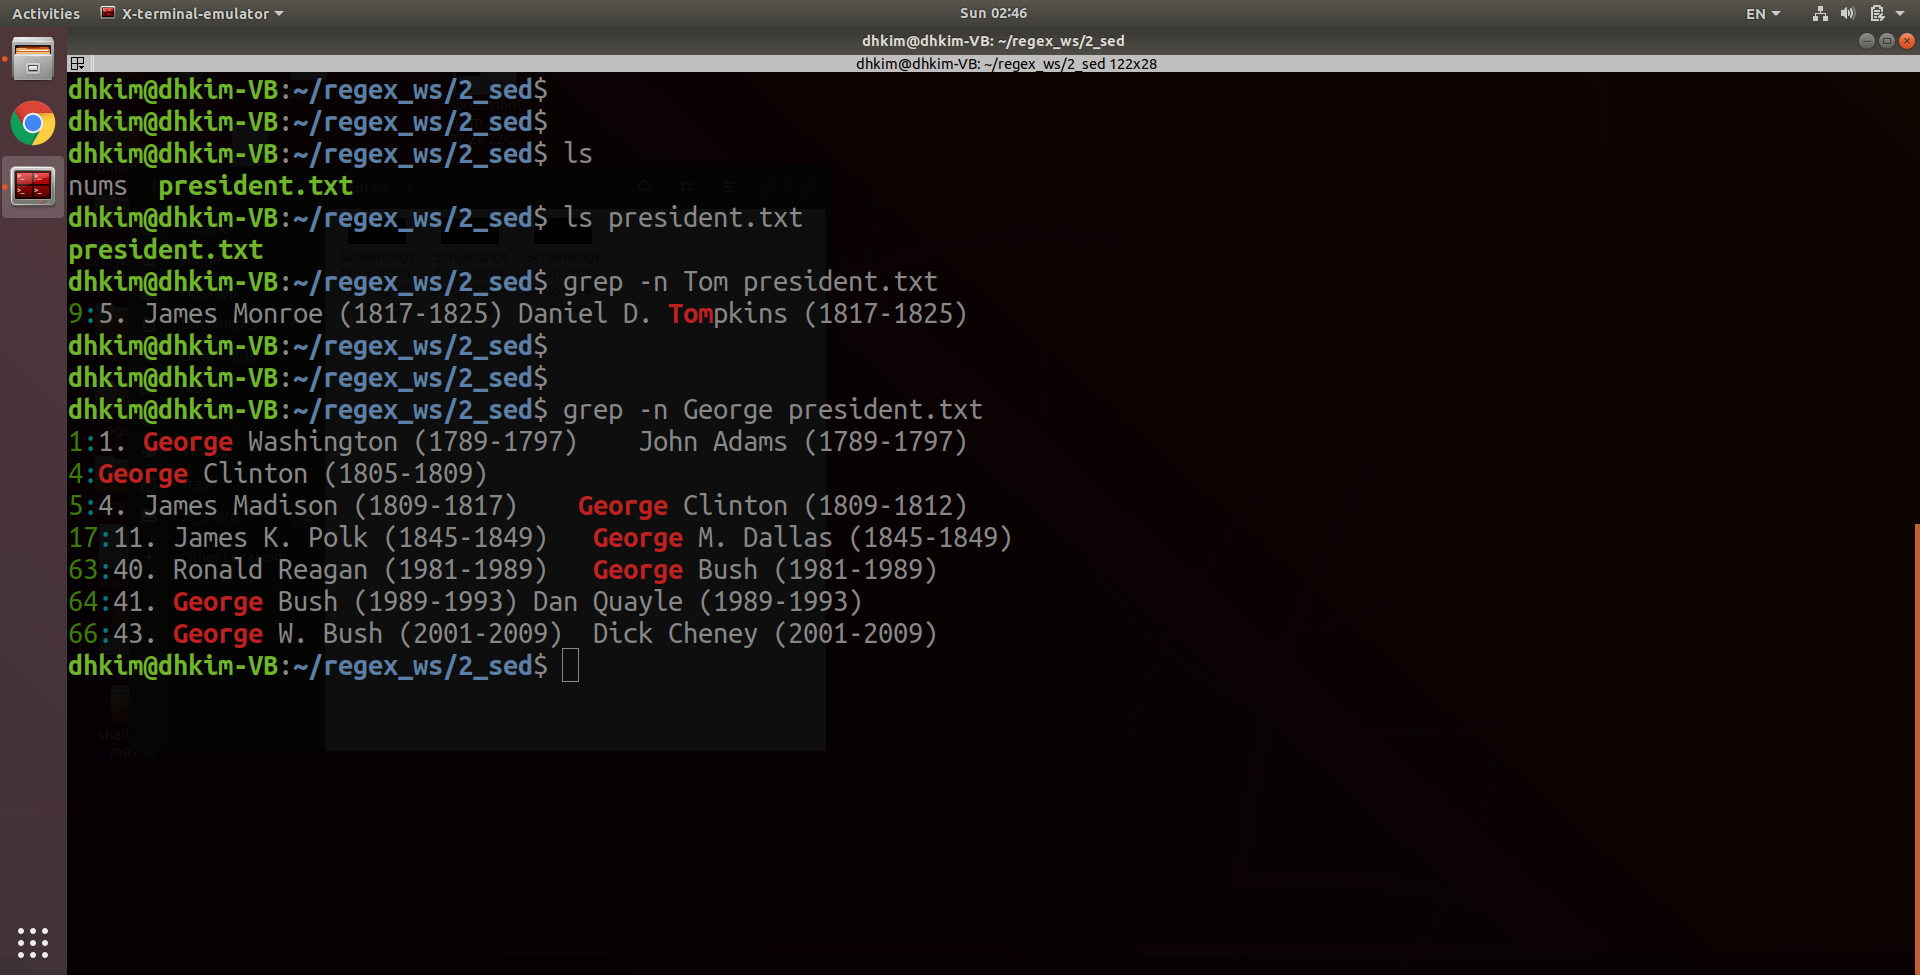 Activities X-terminal-emulator Sun 02:46 EN
dhkim@dhkim-VB: ~/regex_ws/2_sed
dhkim@dhkim-VB: ~/regex_ws/2_sed 122x28
dhkim@dhkim-VB:~/regex_ws/2_sed$
dhkim@dhkim-VB:~/regex_ws/2_sed$
dhkim@dhkim-VB:~/regex_ws/2_sed$ ls
nums  president.txt
dhkim@dhkim-VB:~/regex_ws/2_sed$ ls president.txt
president.txt
dhkim@dhkim-VB:~/regex_ws/2_sed$ grep -n Tom president.txt
9:5. James Monroe (1817-1825) Daniel D. Tompkins (1817-1825)
dhkim@dhkim-VB:~/regex_ws/2_sed$
dhkim@dhkim-VB:~/regex_ws/2_sed$
dhkim@dhkim-VB:~/regex_ws/2_sed$ grep -n George president.txt
1:1. George Washington (1789-1797)    John Adams (1789-1797)
4:George Clinton (1805-1809)
5:4. James Madison (1809-1817)    George Clinton (1809-1812)
17:11. James K. Polk (1845-1849)   George M. Dallas (1845-1849)
63:40. Ronald Reagan (1981-1989)   George Bush (1981-1989)
64:41. George Bush (1989-1993) Dan Quayle (1989-1993)
66:43. George W. Bush (2001-2009)  Dick Cheney (2001-2009)
dhkim@dhkim-VB:~/regex_ws/2_sed$
Screenshot Screenshot Screenshot
shell
master